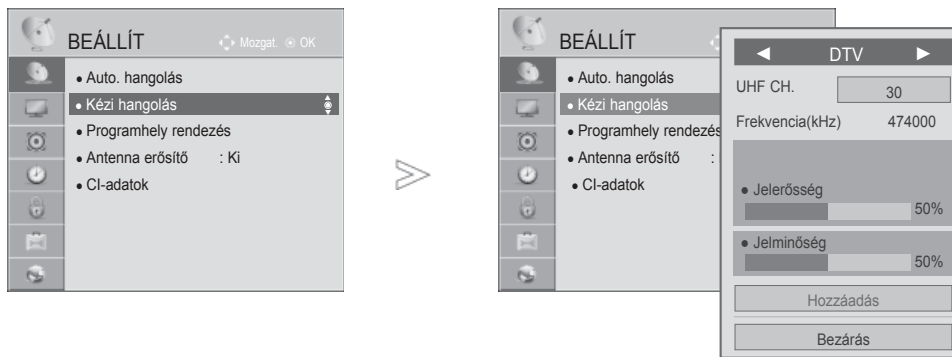 BEÁLLÍT
Mozgat. OK
● Auto. hangolás
● Kézi hangolás
● Programhely rendezés
● Antenna erősítő : Ki
● CI-adatok
BEÁLLÍT
● Auto. hangolás
● Kézi hangolás
● Programhely rendezés
● Antenna erősítő :
● CI-adatok
◄ DTV ►
UHF CH. 30
Frekvencia(kHz) 474000
● Jelerősség
50%
● Jelminőség
50%
Hozzáadás
Bezárás